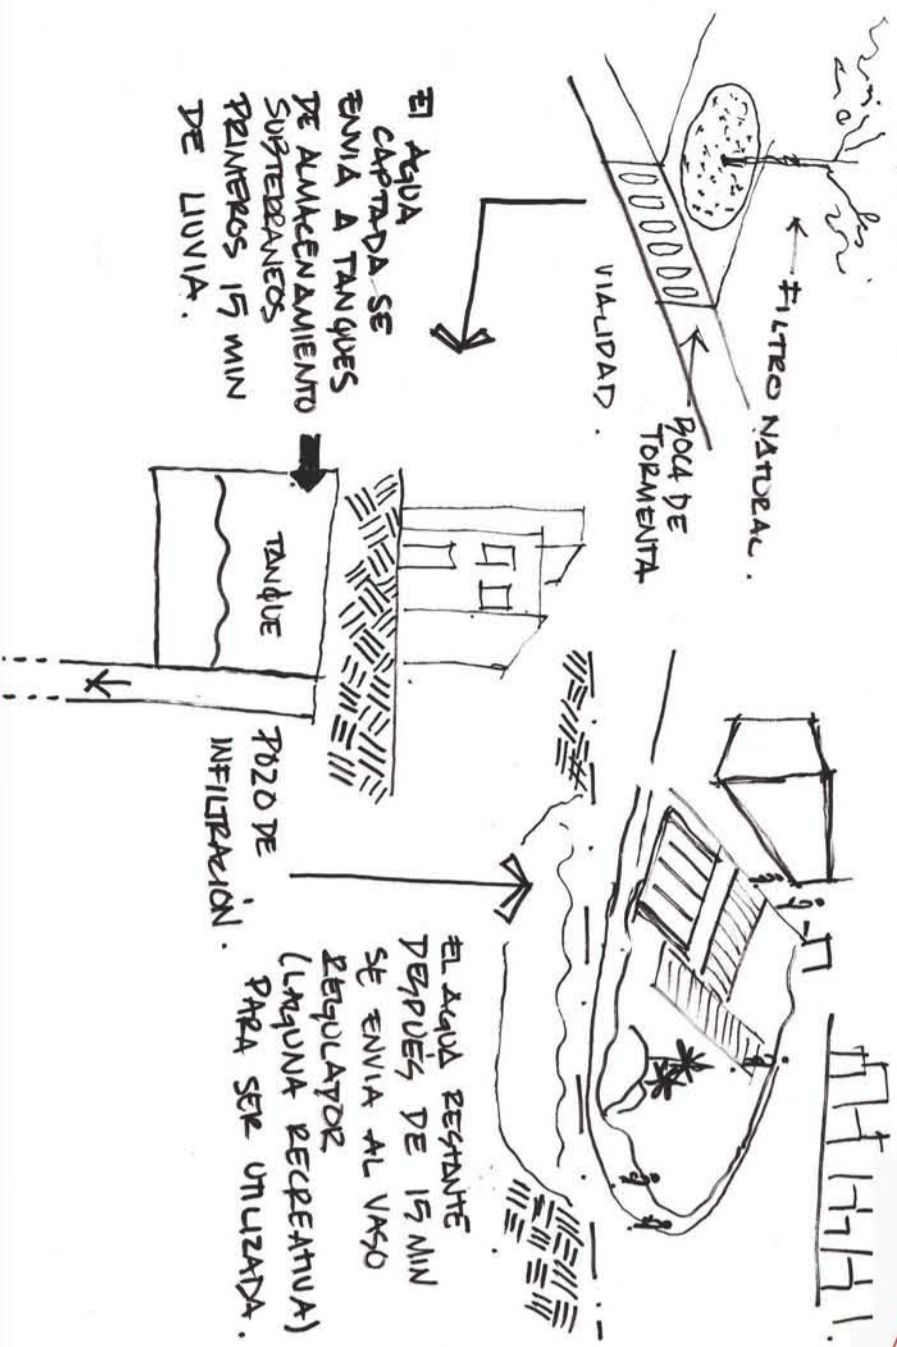 FILTRO NATURAL.
BOCA DE
TORMENTA
VIALIDAD.
El AGUA
CAPTADA SE
ENVIA A TANQUES
DE ALMACENAMIENTO
SUBTERRANEOS
PRIMEROS 15 MIN
DE LLUVIA.
TANQUE
POZO DE
INFILTRACIÓN.
EL AGUA RESTANTE
DESPUÉS DE 15 MIN
SE ENVIA AL VASO
REGULADOR
(LAGUNA RECREATIVA)
PARA SER UTILIZADA.